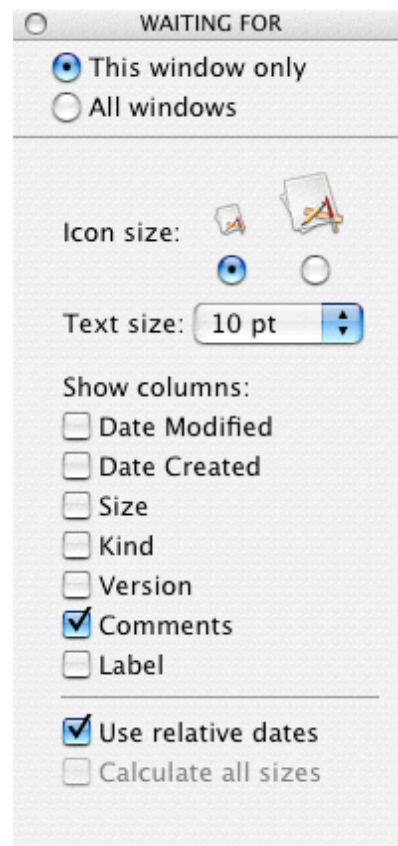 WAITING FOR
This window only
All windows
Icon size:
Text size: 10 pt
Show columns:
Date Modified
Date Created
Size
Kind
Version
Comments
Label
Use relative dates
Calculate all sizes